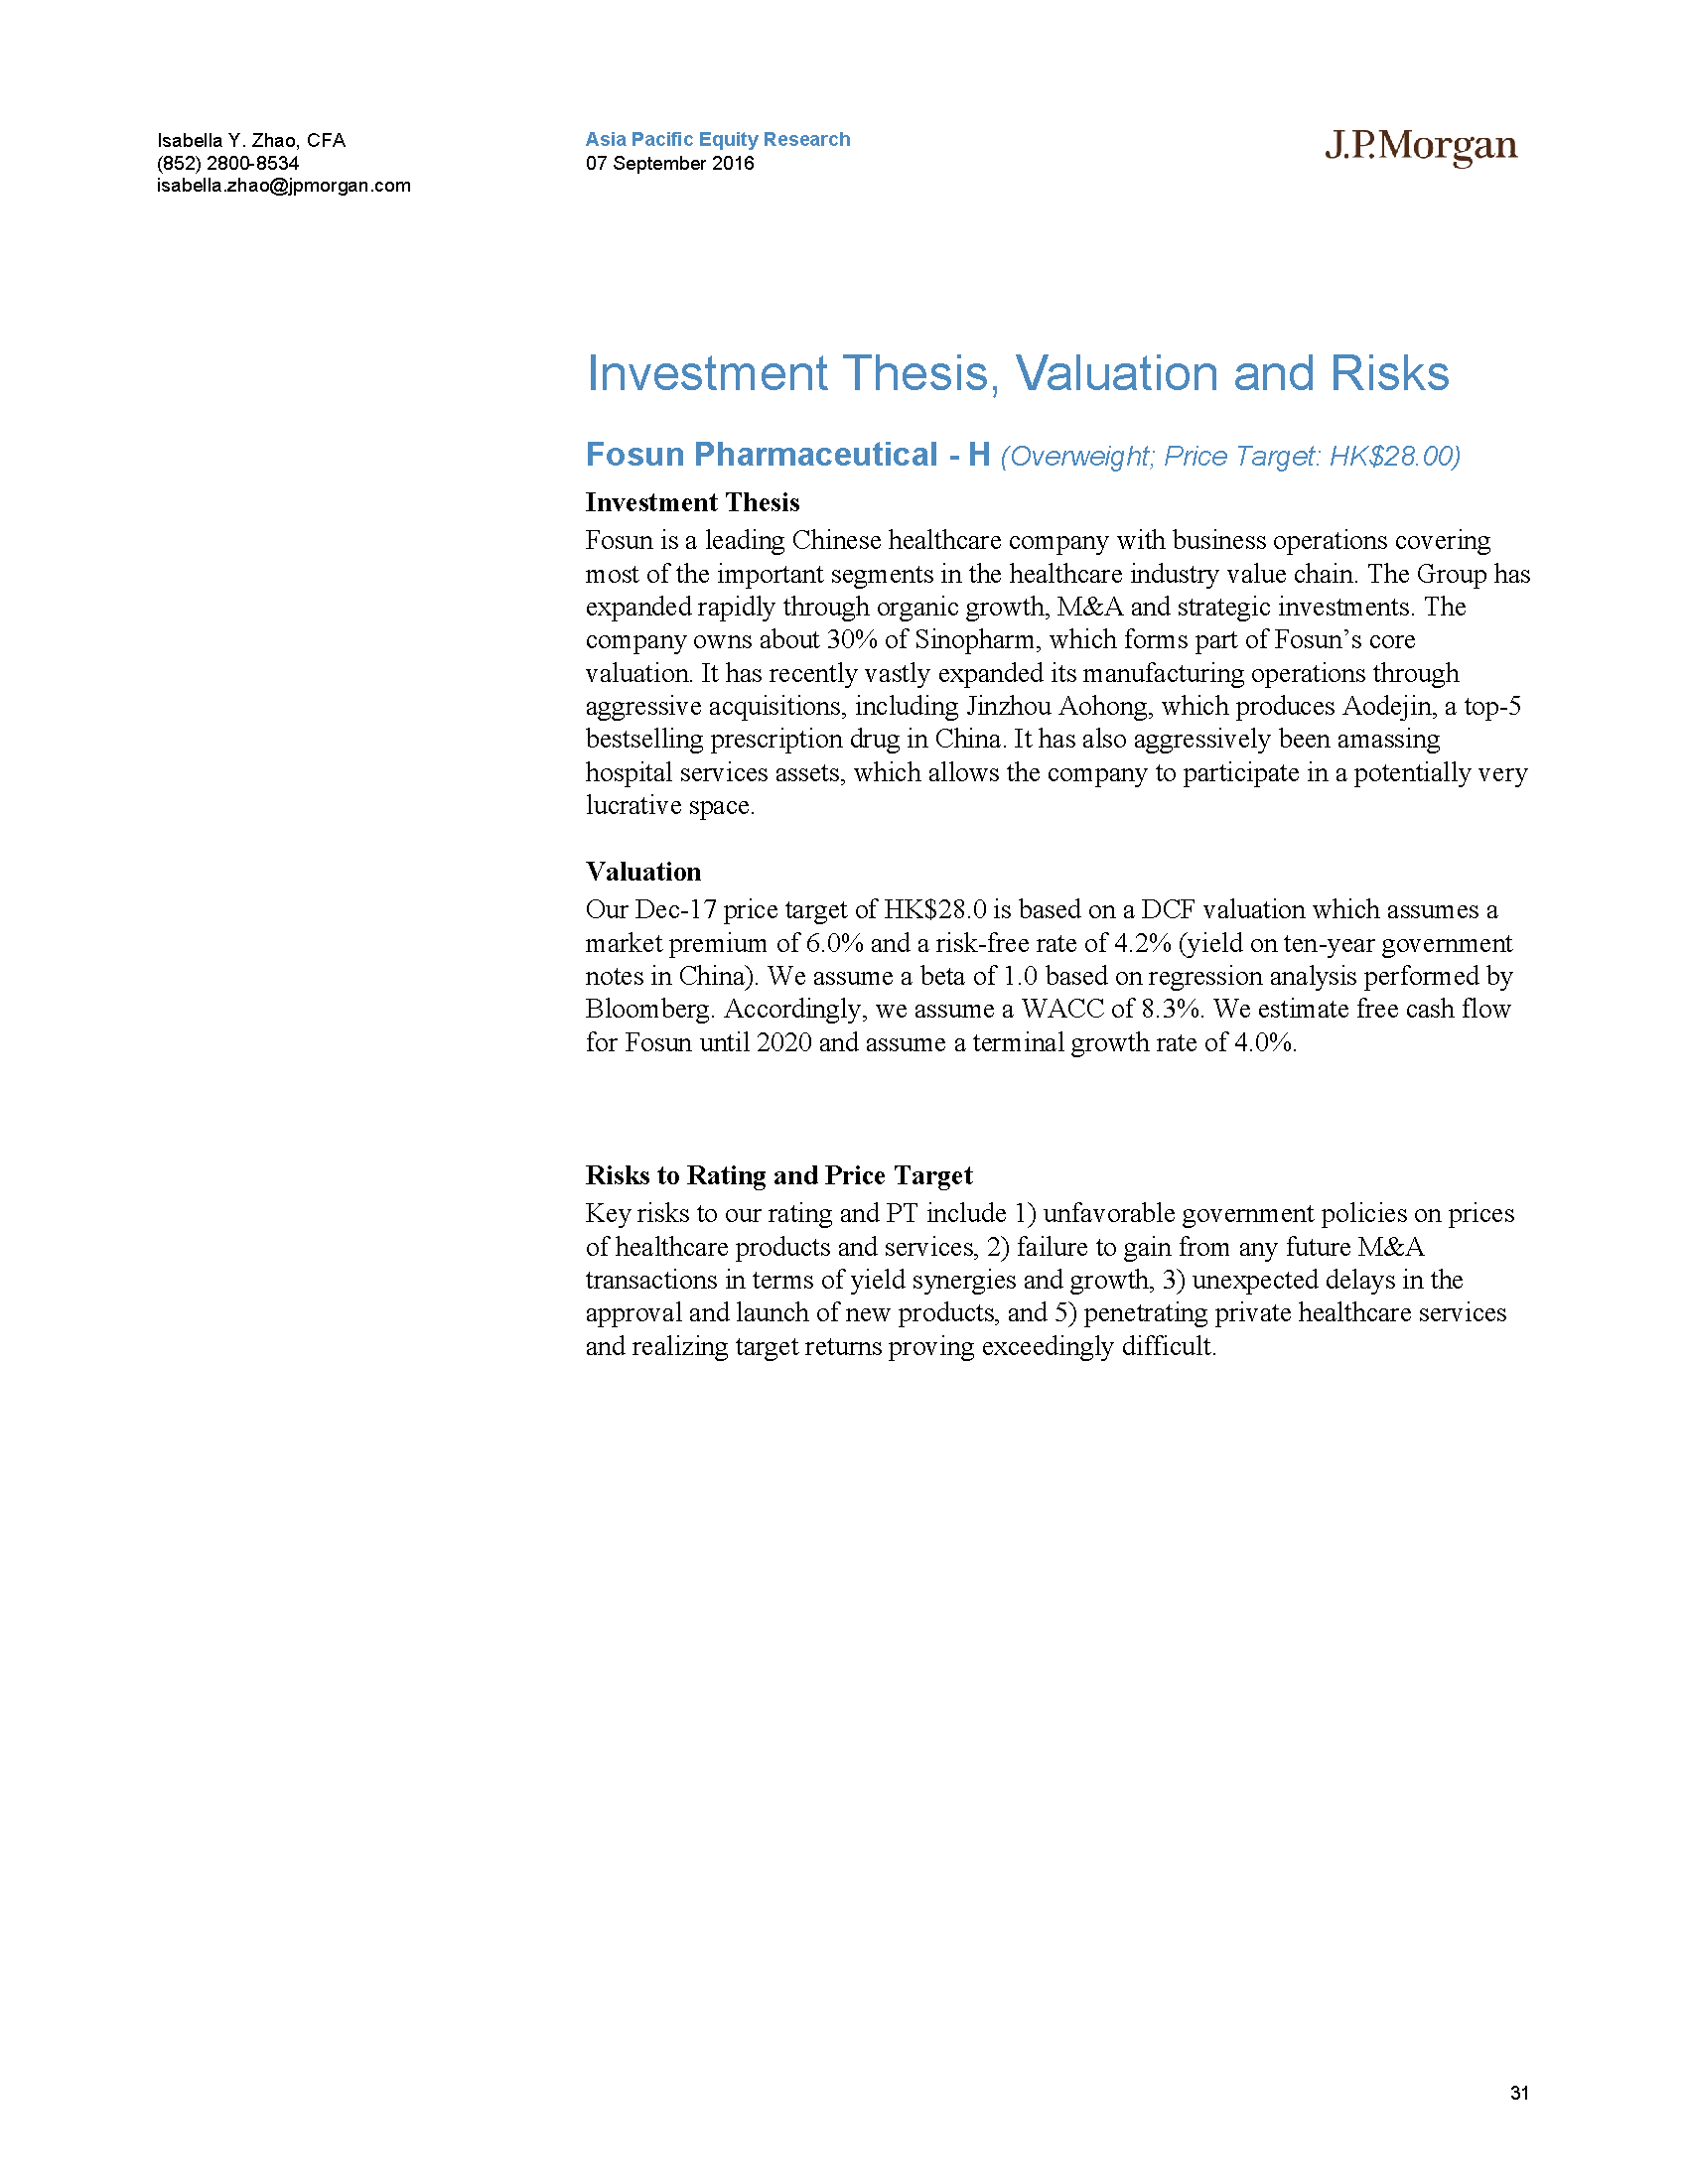 Isabella Y. Zhao, CFA
(852) 2800-8534
isabella.zhao@jpmorgan.com
Asia Pacific Equity Research
07 September 2016
J.P.Morgan
Investment Thesis, Valuation and Risks
Fosun Pharmaceutical - H (Overweight; Price Target: HK$28.00)
Investment Thesis
Fosun is a leading Chinese healthcare company with business operations covering
most of the important segments in the healthcare industry value chain. The Group has
expanded rapidly through organic growth, M&A and strategic investments. The
company owns about 30% of Sinopharm, which forms part of Fosun’s core
valuation. It has recently vastly expanded its manufacturing operations through
aggressive acquisitions, including Jinzhou Aohong, which produces Aodejin, a top-5
bestselling prescription drug in China. It has also aggressively been amassing
hospital services assets, which allows the company to participate in a potentially very
lucrative space.
Valuation
Our Dec-17 price target of HK$28.0 is based on a DCF valuation which assumes a
market premium of 6.0% and a risk-free rate of 4.2% (yield on ten-year government
notes in China). We assume a beta of 1.0 based on regression analysis performed by
Bloomberg. Accordingly, we assume a WACC of 8.3%. We estimate free cash flow
for Fosun until 2020 and assume a terminal growth rate of 4.0%.
Risks to Rating and Price Target
Key risks to our rating and PT include 1) unfavorable government policies on prices
of healthcare products and services, 2) failure to gain from any future M&A
transactions in terms of yield synergies and growth, 3) unexpected delays in the
approval and launch of new products, and 5) penetrating private healthcare services
and realizing target returns proving exceedingly difficult.
31